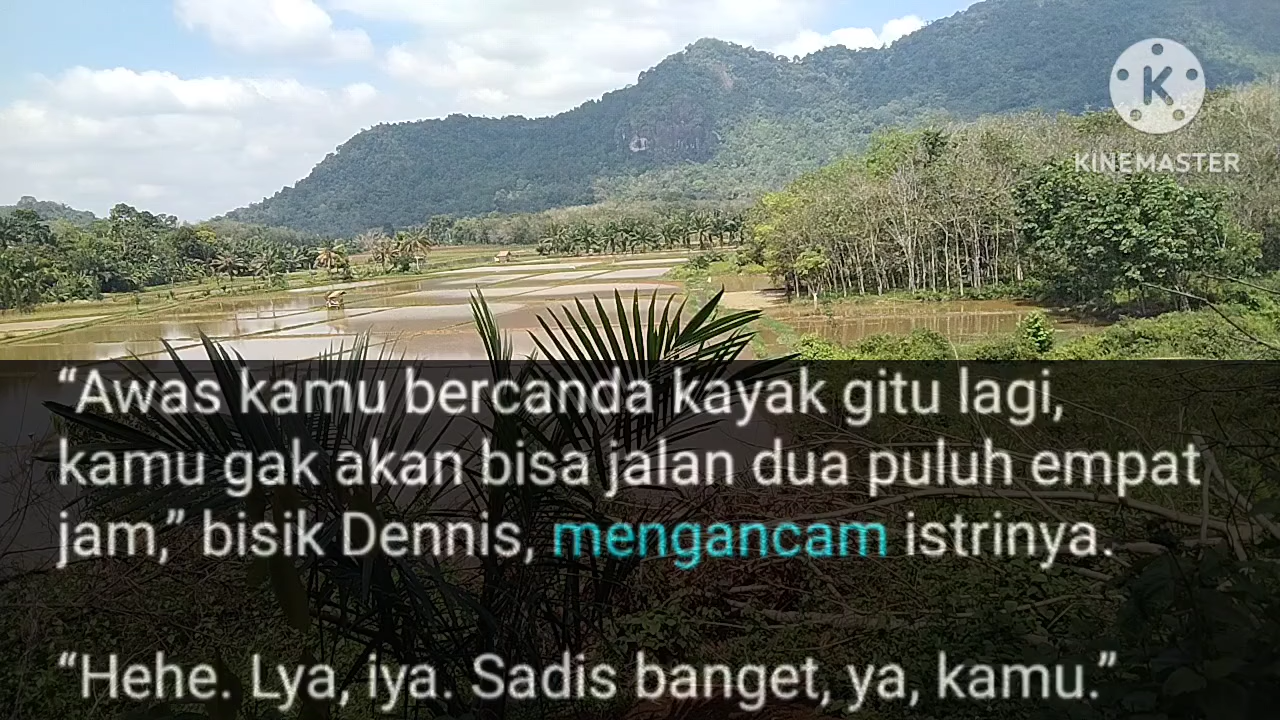 K
KINEMASTER
“Awas kamu bercanda kayak gitu lagi,
kamu gak akan bisa jalan dua puluh empat
jam,” bisik Dennis, mengancam istrinya.
“Hehe. Lya, iya. Sadis banget, ya, kamu.”